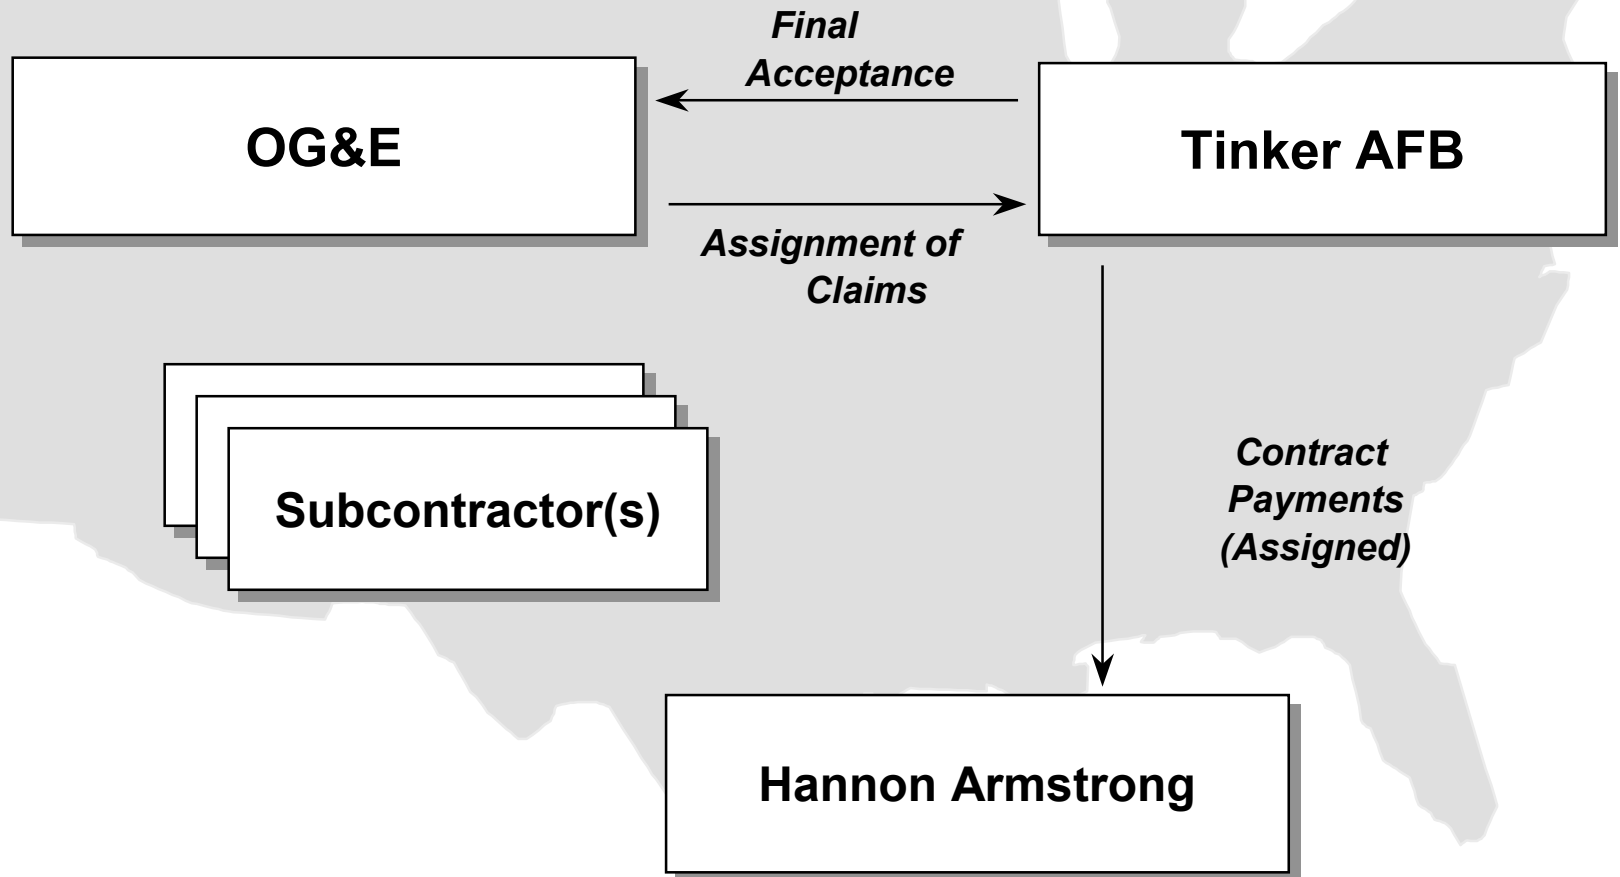 Final
Acceptance
OG&E
Tinker AFB
Assignment of
Claims
Contract
Payments
(Assigned)
Subcontractor(s)
Hannon Armstrong